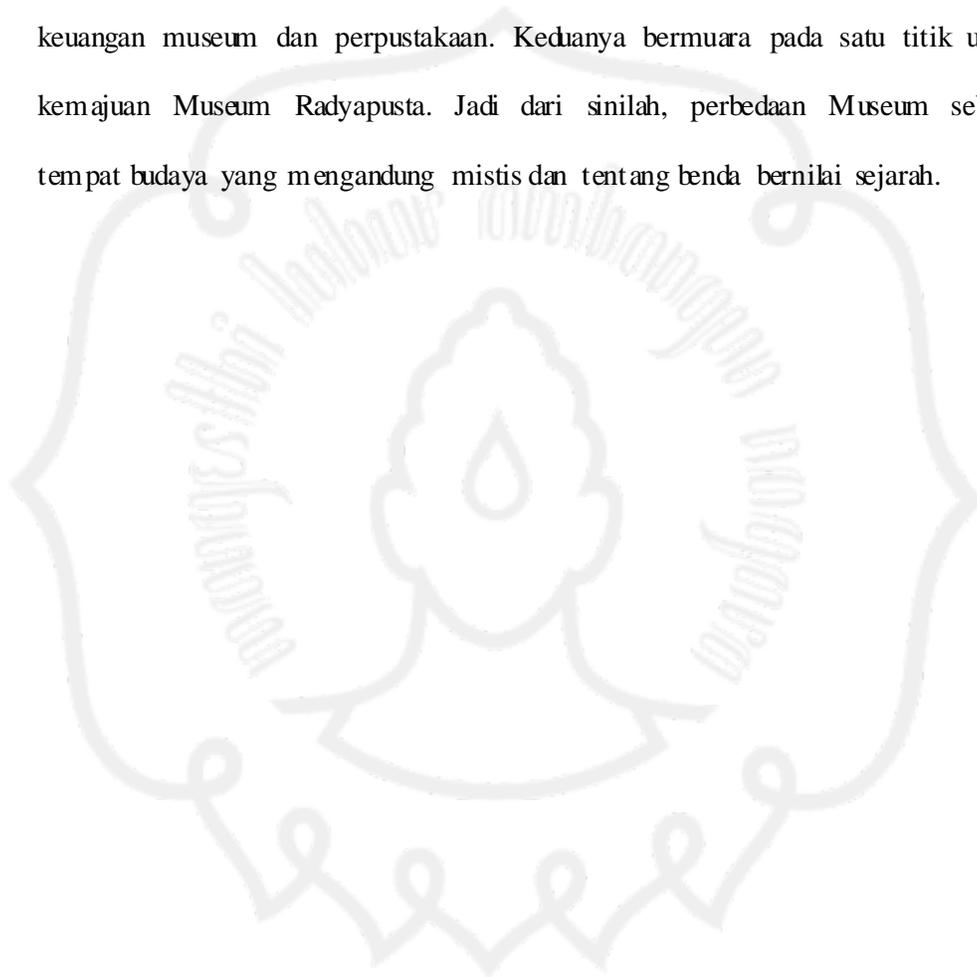 keuangan museum dan perpustakaan. Keduanya bermuara pada satu titik u
kemajuan Museum Radyapusta. Jadi dari sinilah, perbedaan Museum se
tempat budaya yang mengandung mistis dan tentang benda bernilai sejarah.